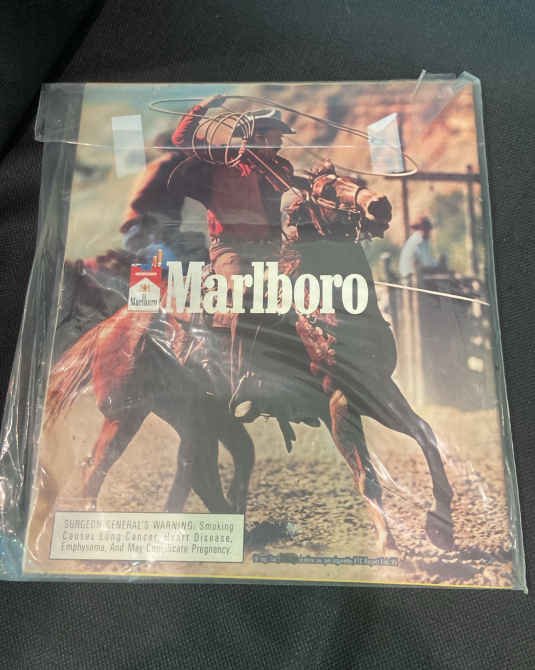 Marlboro
Marlboro
SURGEON GENERAL'S WARNING: Smoking
Causes Lung Cancer, Heart Disease,
Emphysema, And May Complicate Pregnancy.